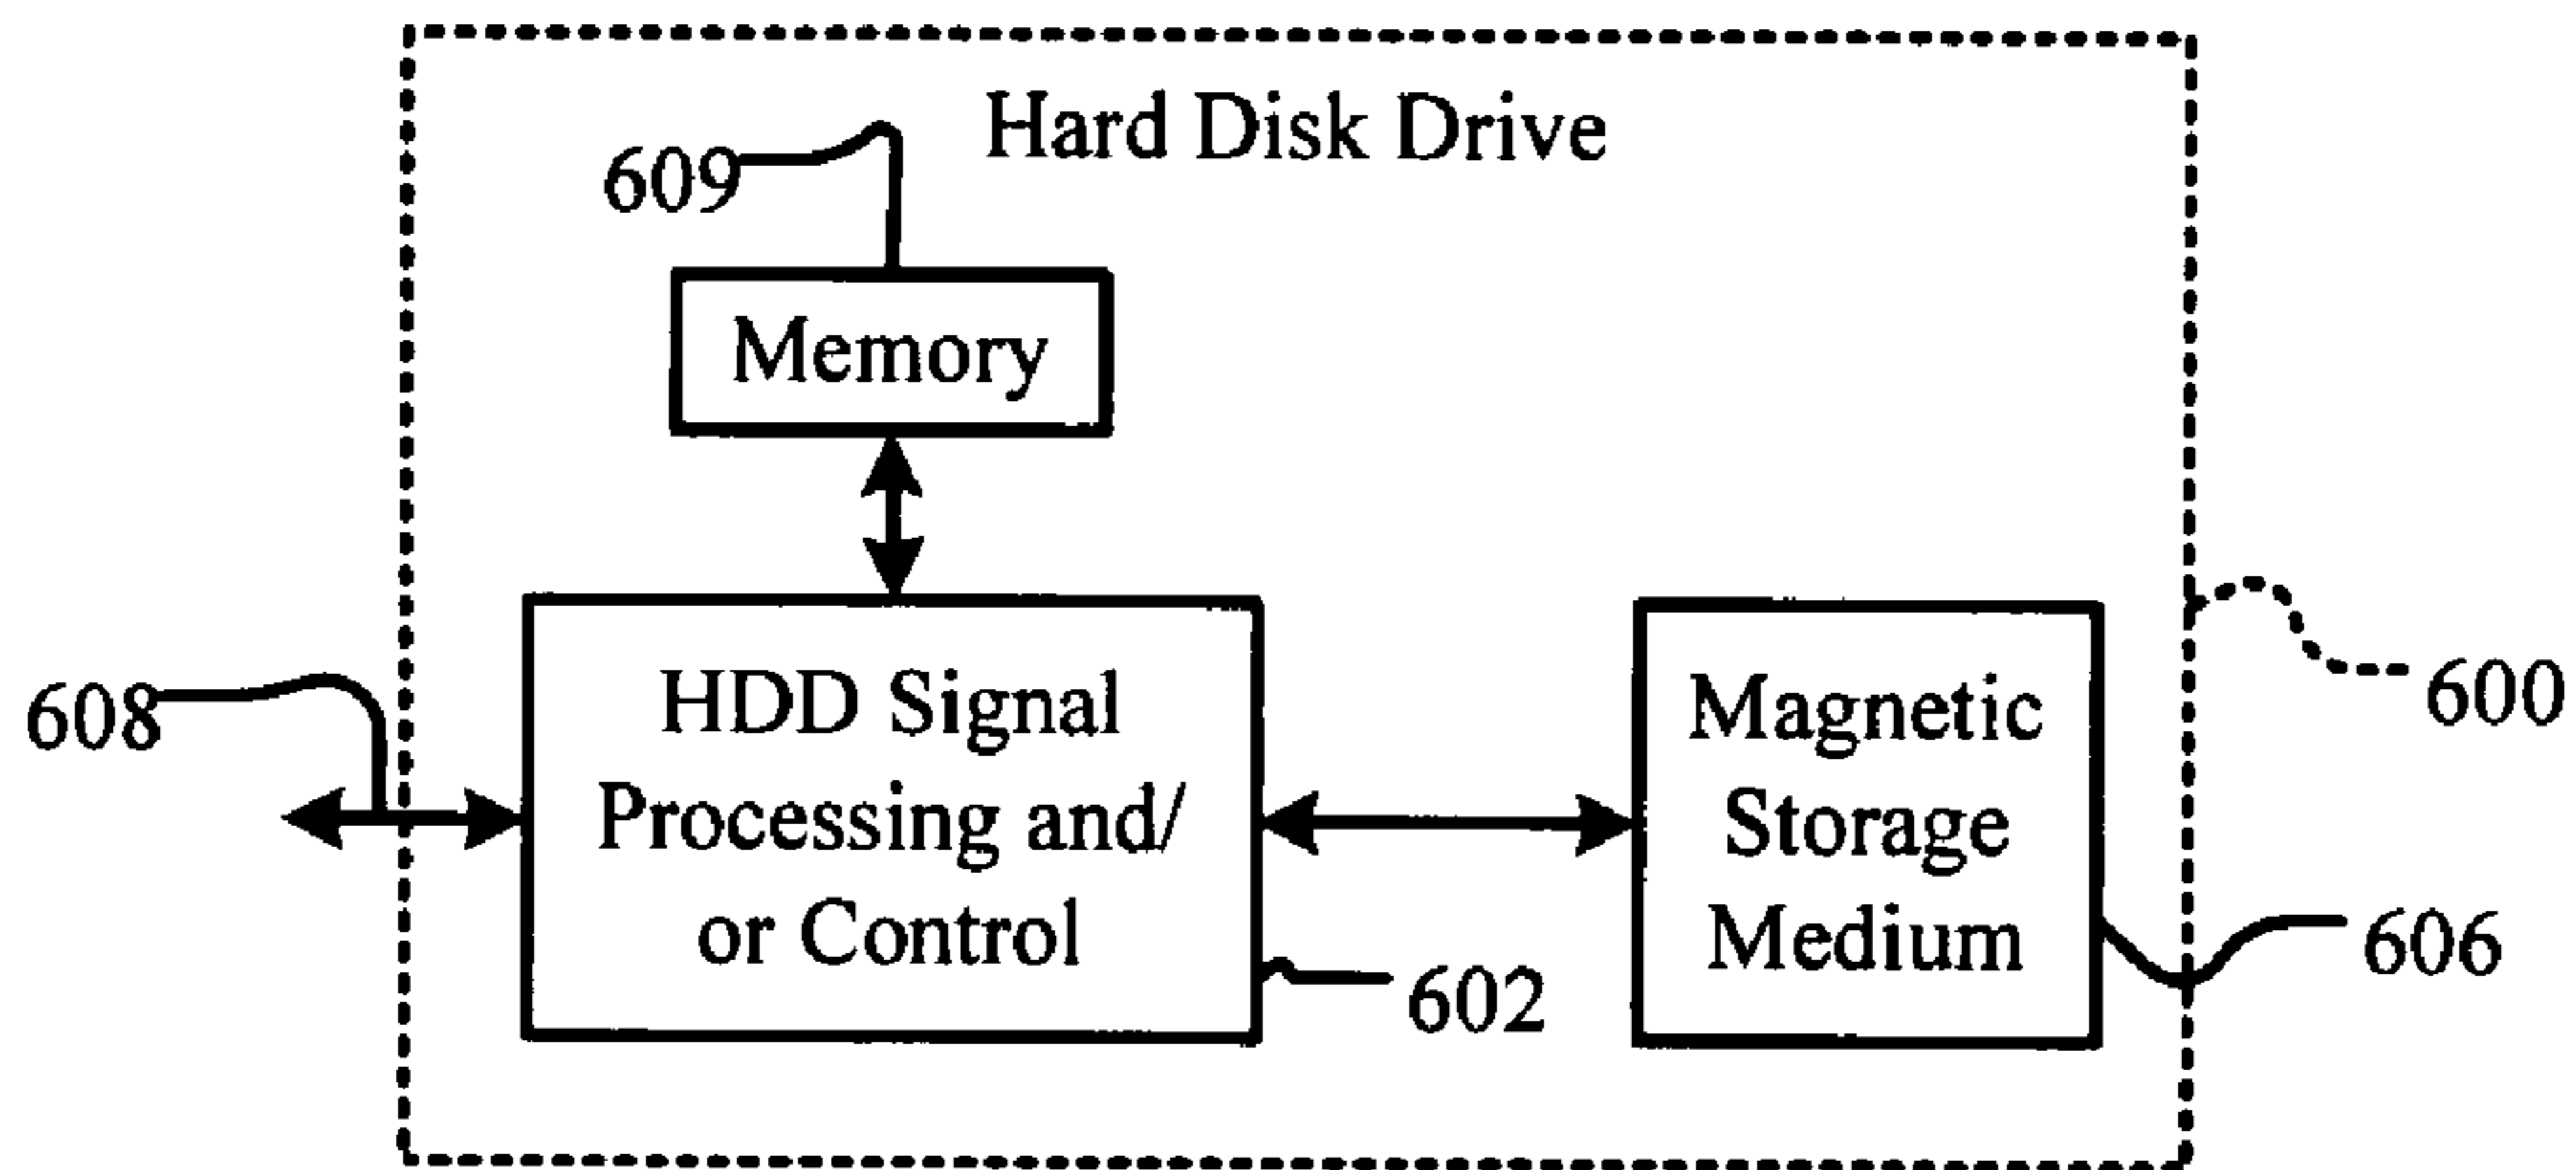 Hard Disk Drive
609
Memory
608
HDD Signal
Processing and/
or Control
602
Magnetic
Storage
Medium
600
606